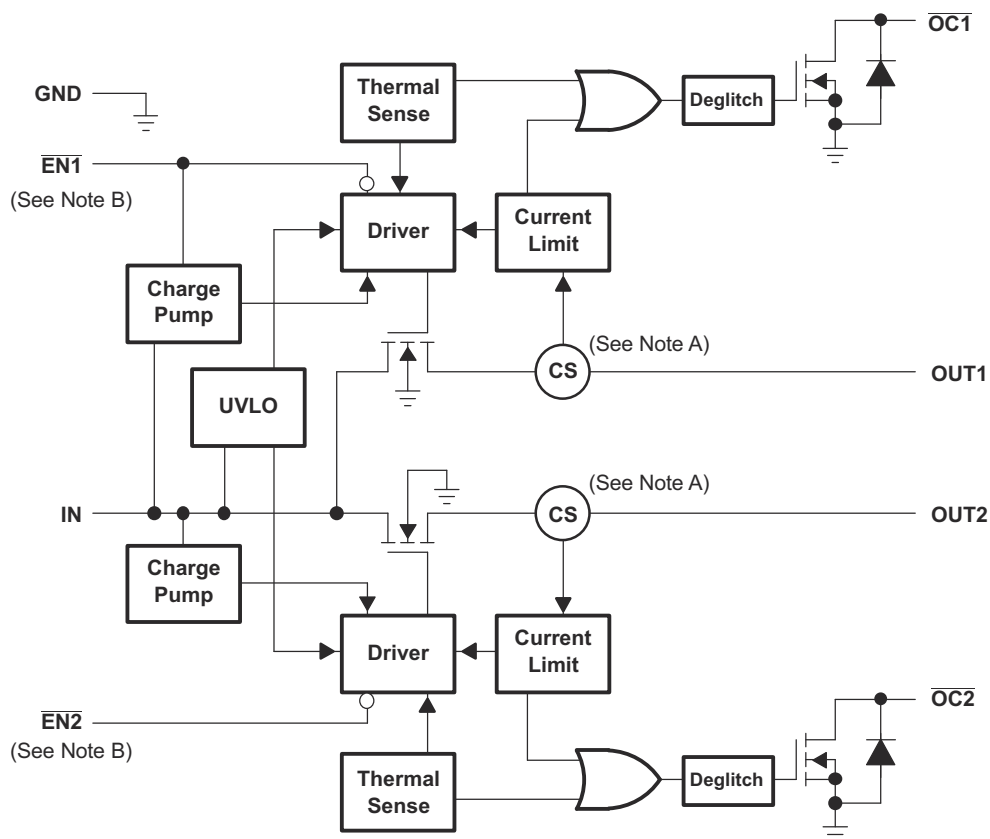 OC1
GND
Thermal
Sense
Deglitch
EN1
(See Note B)
Driver
Current
Limit
Charge
Pump
(See Note A)
CS
OUT1
UVLO
(See Note A)
IN
CS
OUT2
Charge
Pump
Driver
Current
Limit
EN2
(See Note B)
OC2
Thermal
Sense
Deglitch